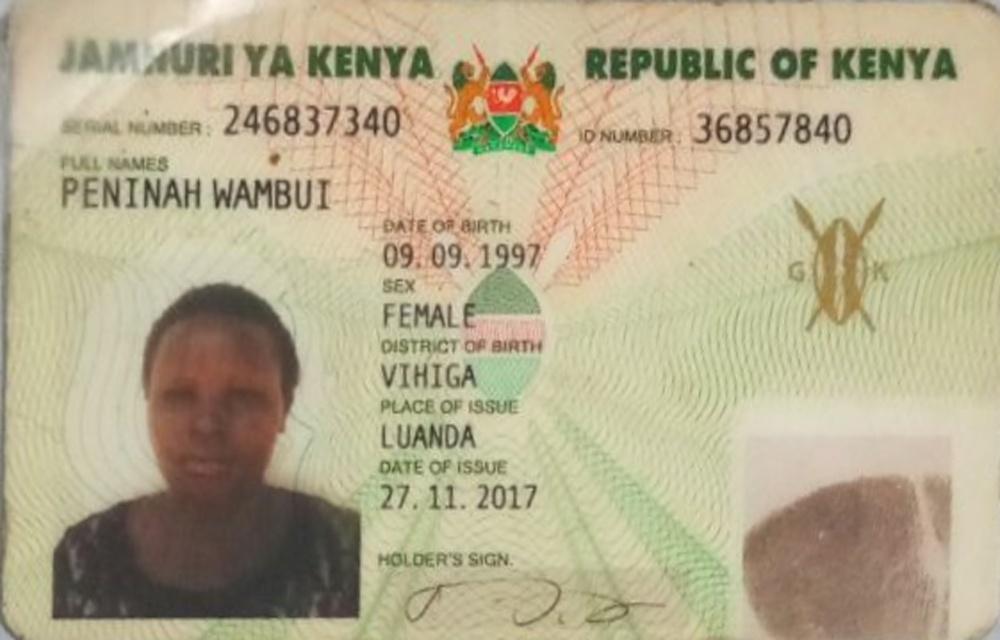 JAMHURI YA KENYA REPUBLIC OF KENYA
SERIAL NUMBER: 246837340 ID NUMBER: 36857840
FULL NAMES
PENINAH WAMBUI
DATE OF BIRTH
09.09.1997
SEX
FEMALE
G K
DISTRICT OF BIRTH
VIHIGA
PLACE OF ISSUE
LUANDA
DATE OF ISSUE
27.11.2017
HOLDER'S SIGN.